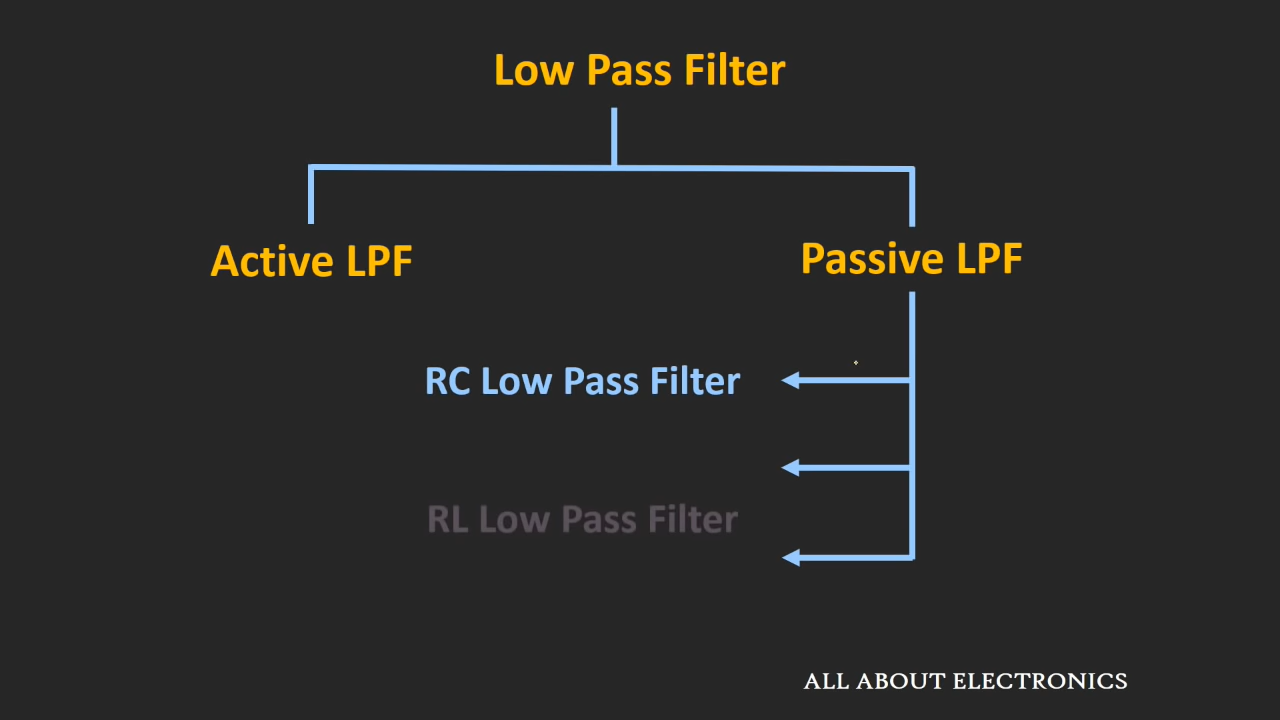 Low Pass Filter
Active LPF
Passive LPF
RC Low Pass Filter
RL Low Pass Filter
ALL ABOUT ELECTRONICS